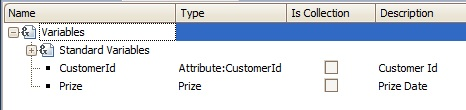 Name Type Is Collection Description
Variables
Standard Variables
CustomerId Attribute:CustomerId Customer Id
Prize Prize Prize Date